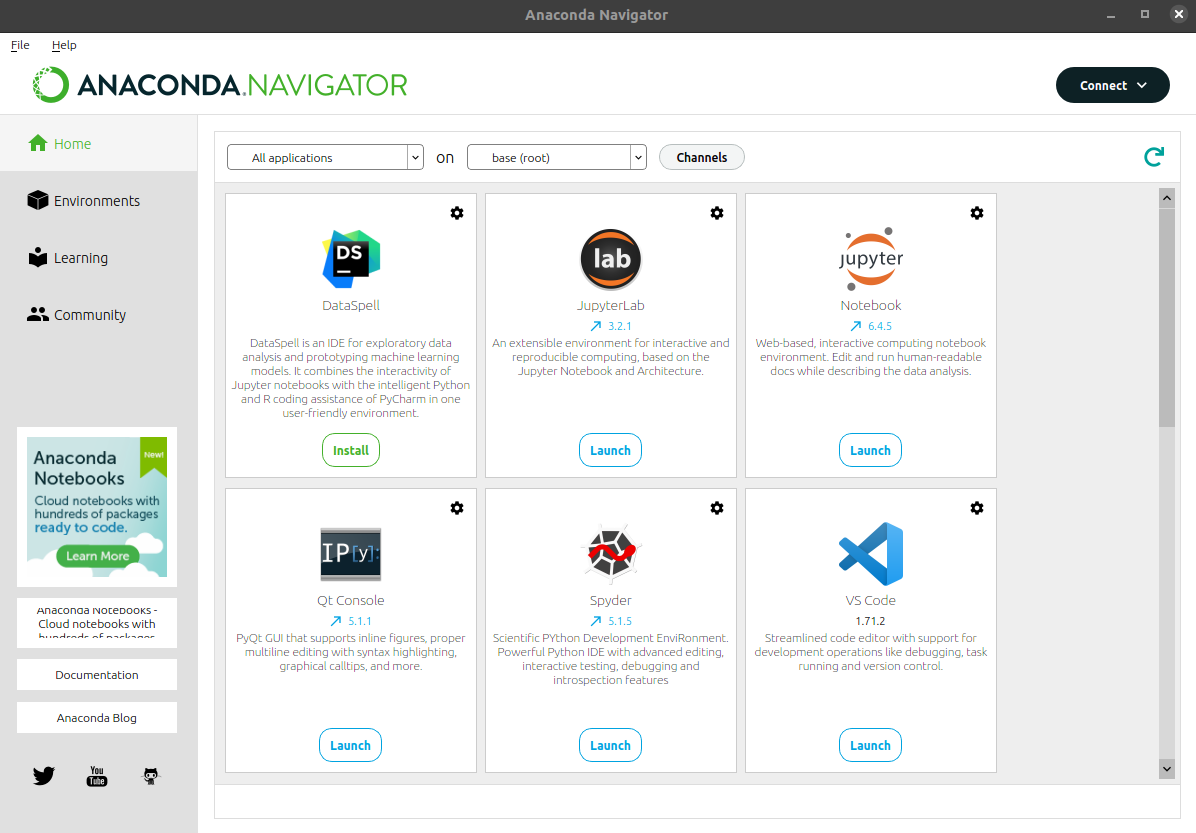 Anaconda Navigator
File Help
ANACONDA.NAVIGATOR
Connect
Home
Environments
Learning
Community
Anaconda
Notebooks
New!
Cloud notebooks with
hundreds of packages
ready to code.
Learn More
Anaconda Notebooks -
Cloud notebooks with
hundreds of packages
Documentation
Anaconda Blog
You
Tube
All applications on base (root) Channels
DS
DataSpell
DataSpell is an IDE for exploratory data
analysis and prototyping machine learning
models. It combines the interactivity of
Jupyter notebooks with the intelligent Python
and R coding assistance of PyCharm in one
user-friendly environment.
Install
lab
JupyterLab
3.2.1
An extensible environment for interactive and
reproducible computing, based on the
Jupyter Notebook and Architecture.
Launch
jupyter
Notebook
6.4.5
Web-based, interactive computing notebook
environment. Edit and run human-readable
docs while describing the data analysis.
Launch
IP[y]:
Qt Console
5.1.1
PyQt GUI that supports inline figures, proper
multiline editing with syntax highlighting,
graphical calltips, and more.
Launch
Spyder
5.1.5
Scientific PYthon Development EnviRonment.
Powerful Python IDE with advanced editing,
interactive testing, debugging and
introspection features
Launch
VS Code
1.71.2
Streamlined code editor with support for
development operations like debugging, task
running and version control.
Launch